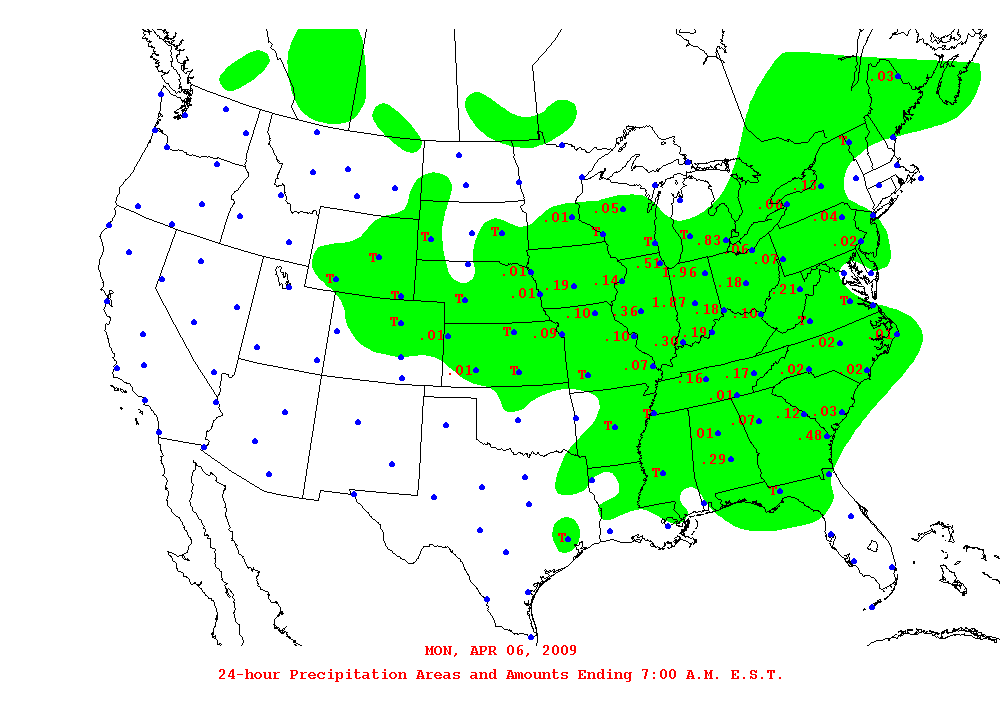 .03
T
.13
.06
.01 .05
.04
T T T T T .83 .06 .02
T .51 .07
T .01 1.96
.19 .14 .18
T T .01 .21 T
1.87
.10 .36 .18 .10
T T
.01 T .09 .10 .19 .01
.30 .02
.01 T T .07 .16 .17 .02 .02
.01
T .12 .03
T .07
.01 .48
.29
T
T
T
MON, APR 06, 2009
24-hour Precipitation Areas and Amounts Ending 7:00 A.M. E.S.T.